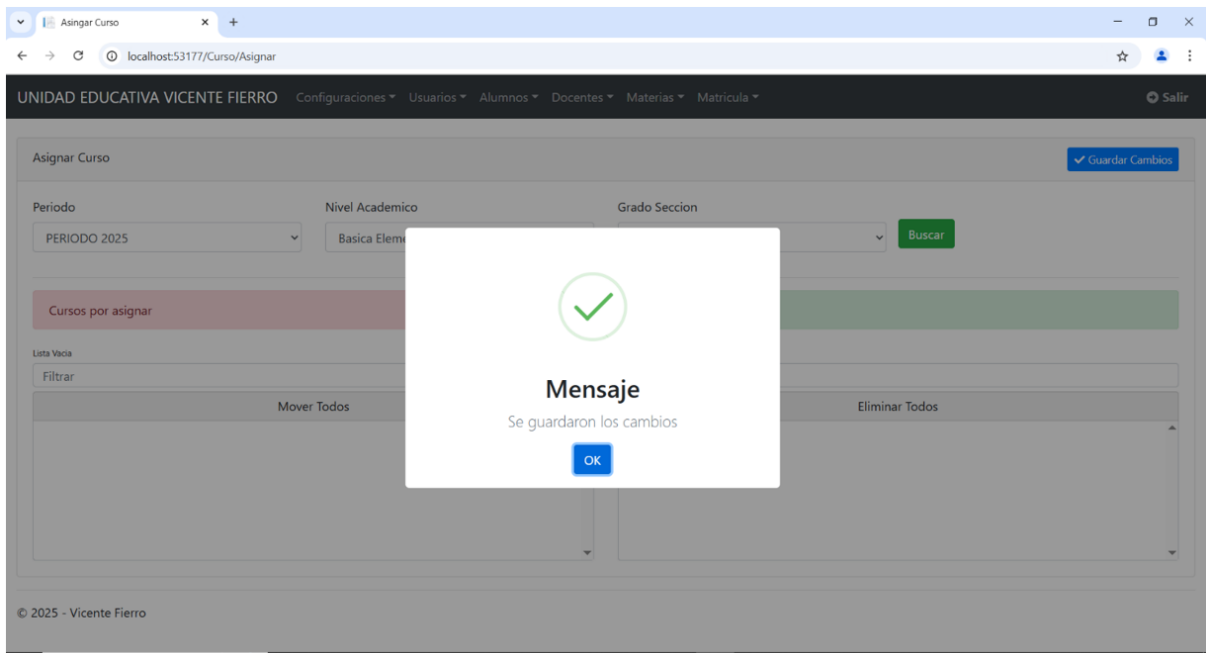 Asingar Curso
localhost:53177/Curso/Asignar
UNIDAD EDUCATIVA VICENTE FIERRO Configuraciones Usuarios Alumnos Docentes Materias Matricula Salir
Asignar Curso Guardar Cambios
Periodo Nivel Academico Grado Seccion
PERIODO 2025 Basica Buscar
Cursos por asignar
Lista Vacia
Filtrar
Mover Todos Eliminar Todos
Mensaje
Se guardaron los cambios
OK
© 2025 - Vicente Fierro